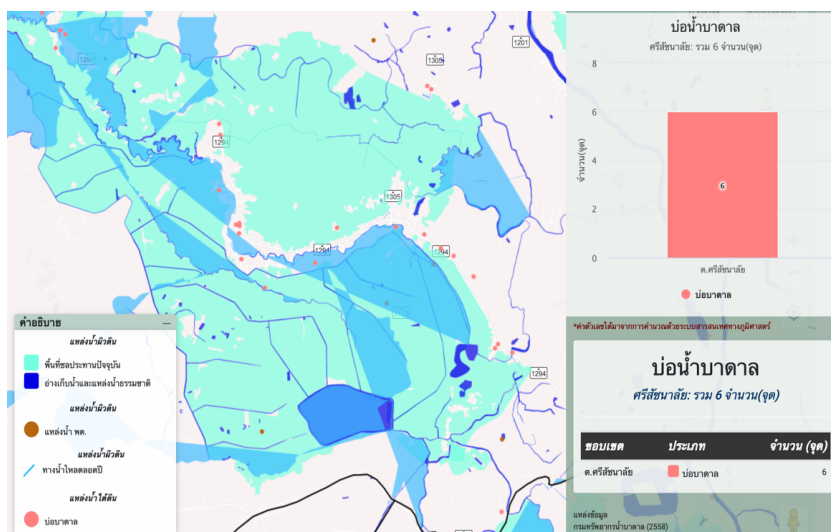 1294
1305
1201
1294
1305
1294
1294
1294
คำอธิบาย
แหล่งน้ำผิวดิน
พื้นที่ชลประทานปัจจุบัน
อ่างเก็บน้ำและแหล่งน้ำธรรมชาติ
แหล่งน้ำผิวดิน
แหล่งน้ำ พด.
แหล่งน้ำผิวดิน
ทางน้ำไหลตลอดปี
แหล่งน้ำใต้ดิน
บ่อบาดาล
บ่อน้ำบาดาล
ศรีสัชนาลัย: รวม 6 จำนวน(จุด)
จำนวน(จุด)
8
6
4
2
0
6
ต.ศรีสัชนาลัย
บ่อบาดาล
*ค่าตัวเลขได้มาจากการคำนวณด้วยระบบสารสนเทศทางภูมิศาสตร์
บ่อน้ำบาดาล
ศรีสัชนาลัย: รวม 6 จำนวน(จุด)
ขอบเขต ประเภท จำนวน (จุด)
ต.ศรีสัชนาลัย บ่อบาดาล 6
แหล่งข้อมูล
กรมทรัพยากรน้ำบาดาล (2558)